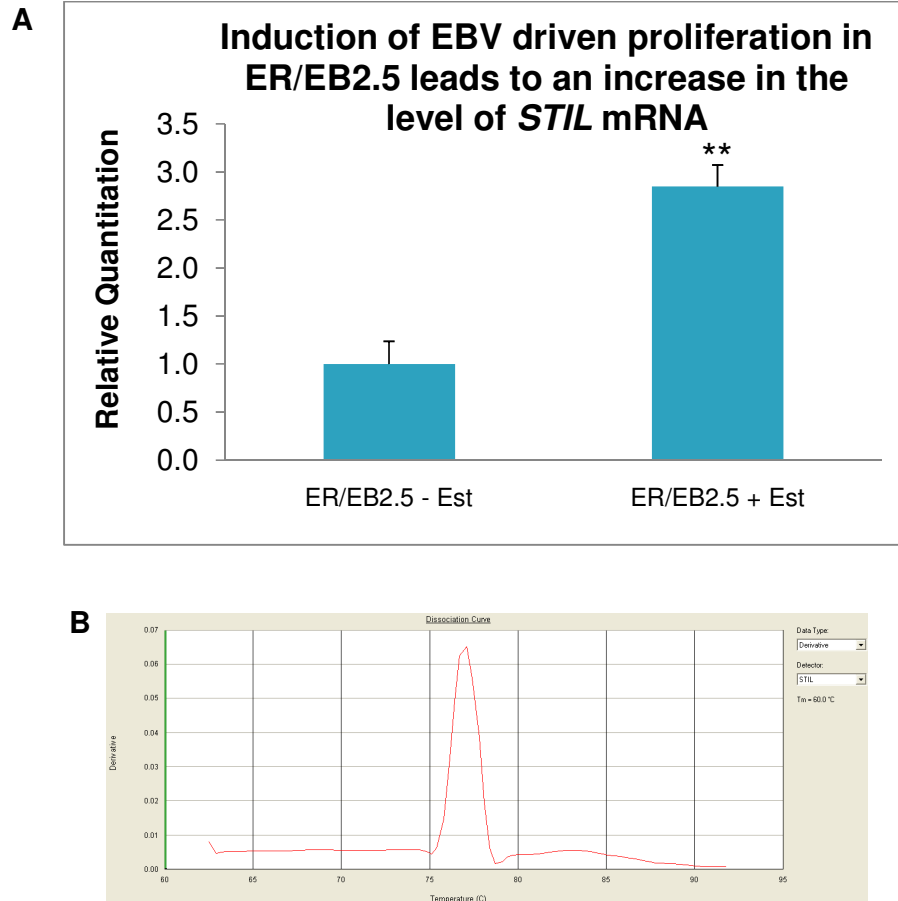 A
Induction of EBV driven proliferation in
ER/EB2.5 leads to an increase in the
level of STIL mRNA
Relative Quantitation
3.5
3.0
2.5
2.0
1.5
1.0
0.5
0.0
**
ER/EB2.5 - Est
ER/EB2.5 + Est
B
Dissociation Curve
Derivative
0.07
0.06
0.05
0.04
0.03
0.02
0.01
0.00
60
65
70
75
80
85
90
95
Temperature (C)
Data Type:
Derivative
Detector:
STIL
Tm = 60.0 °C